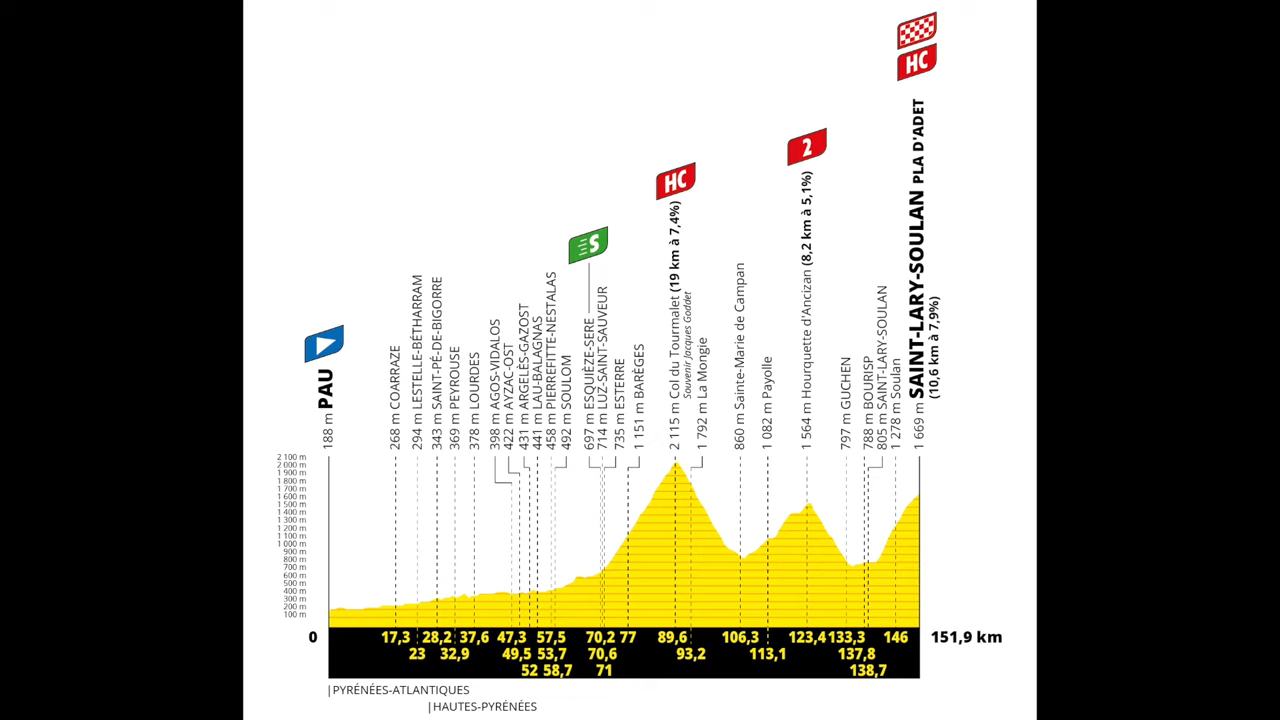 HC
2
HC
S
PAU
188 m
268 m COARRAZE
294 m LESTELLE-BÉTHARRAM
343 m SAINT-PÉ-DE-BIGORRE
369 m PEYROUSE
378 m LOURDES
398 m AGOS-VIDALOS
422 m AYZAC-OST
431 m ARGELÈS-GAZOST
441 m LAU-BALAGNAS
458 m PIERREFITTE-NESTALAS
492 m SOULOM
697 m ESQUIÈZE-SERE
714 m LUZ-SAINT-SAUVEUR
735 m ESTERRE
1 151 m BARÈGES
2 115 m Col du Tourmalet (19 km à 7,4%)
Souvenir Jacques Goddet
1 792 m La Mongie
860 m Sainte-Marie de Campan
1 082 m Payolle
1 564 m Hourquette d'Ancizan (8,2 km à 5,1%)
797 m GUCHEN
788 m BOURISP
805 m SAINT-LARY-SOULAN
1 278 m Soulan
1 669 m SAINT-LARY-SOULAN PLA D'ADET
(10,6 km à 7,9%)
2 100 m
2 000 m
1 900 m
1 800 m
1 700 m
1 600 m
1 500 m
1 400 m
1 300 m
1 200 m
1 100 m
1 000 m
900 m
800 m
700 m
600 m
500 m
400 m
300 m
200 m
100 m
0 17,3 28,2 37,6 47,3 57,5 70,2 77 89,6 106,3 123,4 133,3 146 151,9 km
23 32,9 49,5 53,7 70,6 93,2 113,1 137,8
52 58,7 71 138,7
|PYRÉNÉES-ATLANTIQUES
|HAUTES-PYRÉNÉES